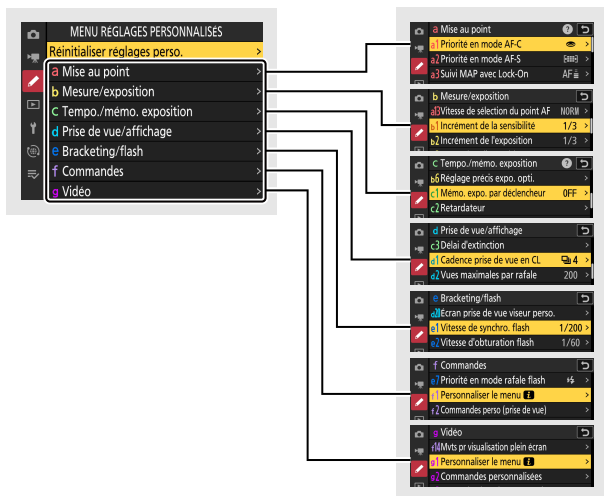 MENU RÉGLAGES PERSONNALISÉS
Réinitialiser réglages perso.
a Mise au point
b Mesure/exposition
c Tempo./mémo. exposition
d Prise de vue/affichage
e Bracketing/flash
f Commandes
g Vidéo
a Mise au point
a1 Priorité en mode AF-C
a2 Priorité en mode AF-S
a3 Suivi MAP avec Lock-On AF
b Mesure/exposition
Vitesse de sélection du point AF NORM
b1 Incrément de la sensibilité 1/3
b2 Incrément de l'exposition 1/3
c Tempo./mémo. exposition
b6 Réglage précis expo. opti.
c1 Mémo. expo. par déclencheur OFF
c2 Retardateur
d Prise de vue/affichage
c3 Délai d'extinction
d1 Cadence prise de vue en CL 4
d2 Vues maximales par rafale 200
e Bracketing/flash
Écran prise de vue viseur perso.
e1 Vitesse de synchro. flash 1/200
e2 Vitesse d'obturation flash 1/60
f Commandes
e7 Priorité en mode rafale flash
f1 Personnaliser le menu i
f2 Commandes perso (prise de vue)
g Vidéo
f14 Mvts pr visualisation plein écran
g1 Personnaliser le menu i
g2 Commandes personnalisées